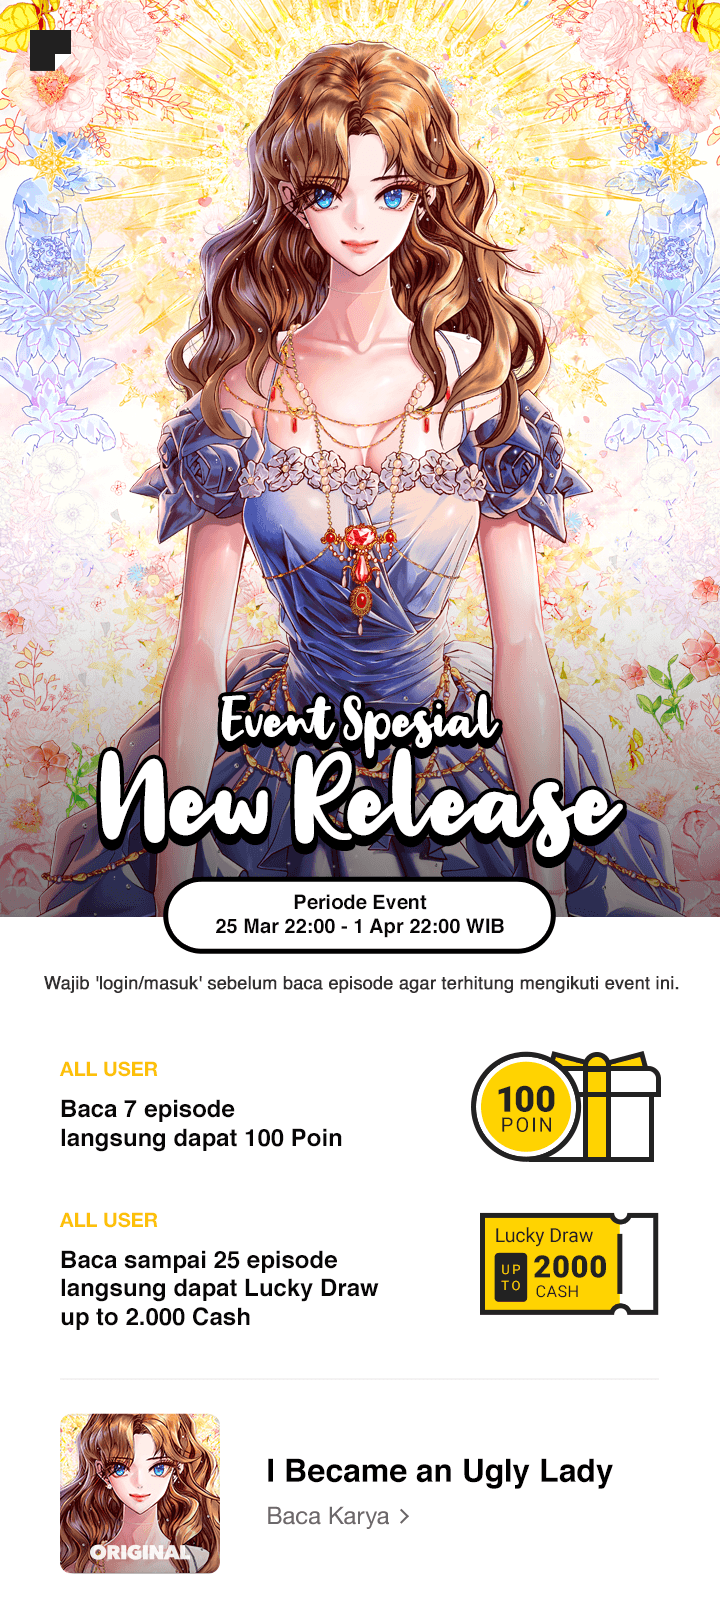 Event Spesial
New Release
Periode Event
25 Mar 22:00 - 1 Apr 22:00 WIB
Wajib 'login/masuk' sebelum baca episode agar terhitung mengikuti event ini.
ALL USER
Baca 7 episode
langsung dapat 100 Poin
100
POIN
ALL USER
Baca sampai 25 episode
langsung dapat Lucky Draw
up to 2.000 Cash
Lucky Draw
UP TO
2000
CASH
ORIGINAL
I Became an Ugly Lady
Baca Karya >